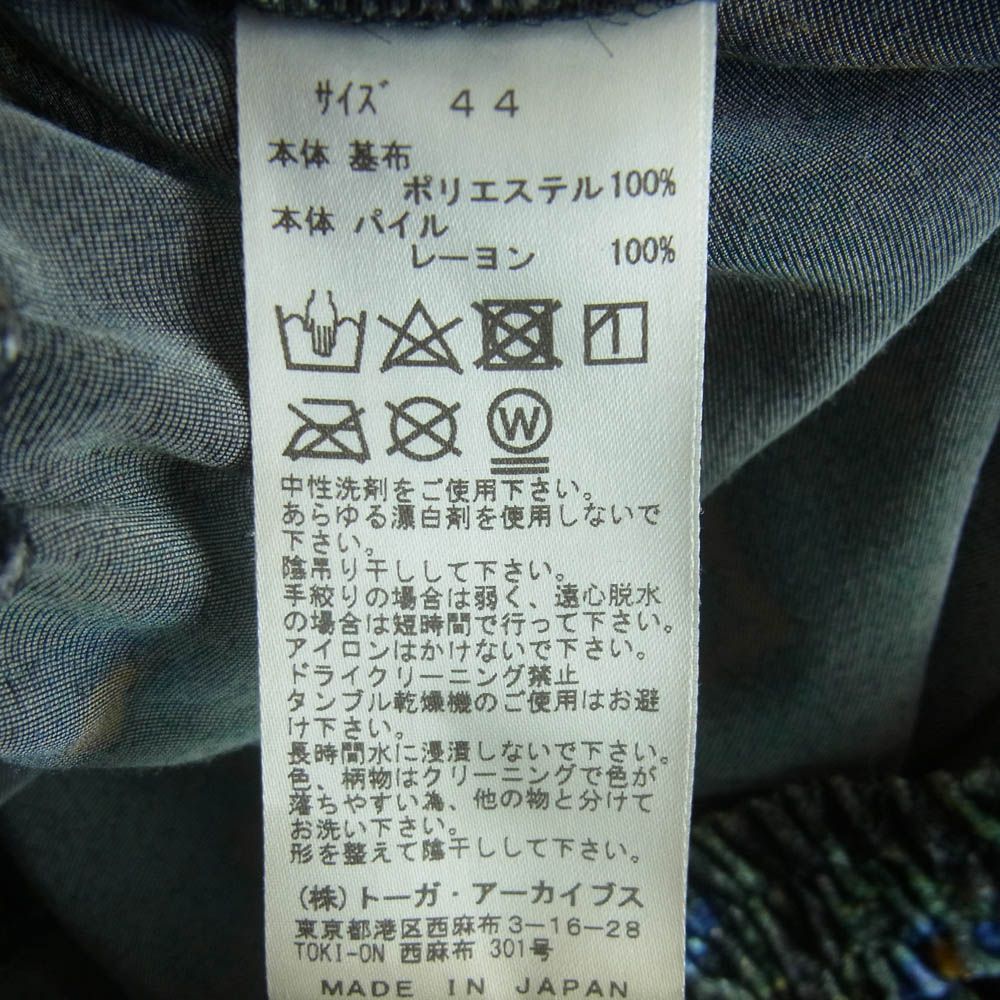 サイズ 44
本体 基布
ポリエステル100%
本体 パイル
レーヨン 100%
W
中性洗剤をご使用下さい。
あらゆる漂白剤を使用しないで
下さい。
陰吊り干しして下さい。
手絞りの場合は弱く、遠心脱水
の場合は短時間で行って下さい。
アイロンはかけないで下さい。
ドライクリーニング禁止
タンブル乾燥機のご使用はお避
け下さい。
長時間水に浸漬しないで下さい。
色、柄物はクリーニングで色が
落ちやすい為、他の物と分けて
お洗い下さい。
形を整えて陰干しして下さい。
(株)トーガ・アーカイブス
東京都港区西麻布3-16-28
TOKI-ON 西麻布 301号
MADE IN JAPAN